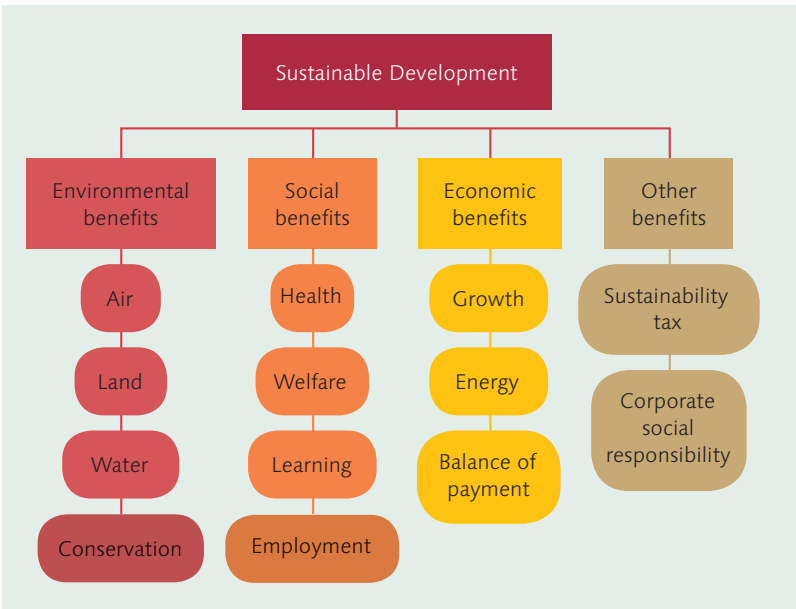 Sustainable Development
Environmental
benefits
Air
Land
Water
Conservation
Social
benefits
Health
Welfare
Learning
Employment
Economic
benefits
Growth
Energy
Balance of
payment
Other
benefits
Sustainability
tax
Corporate
social
responsibility